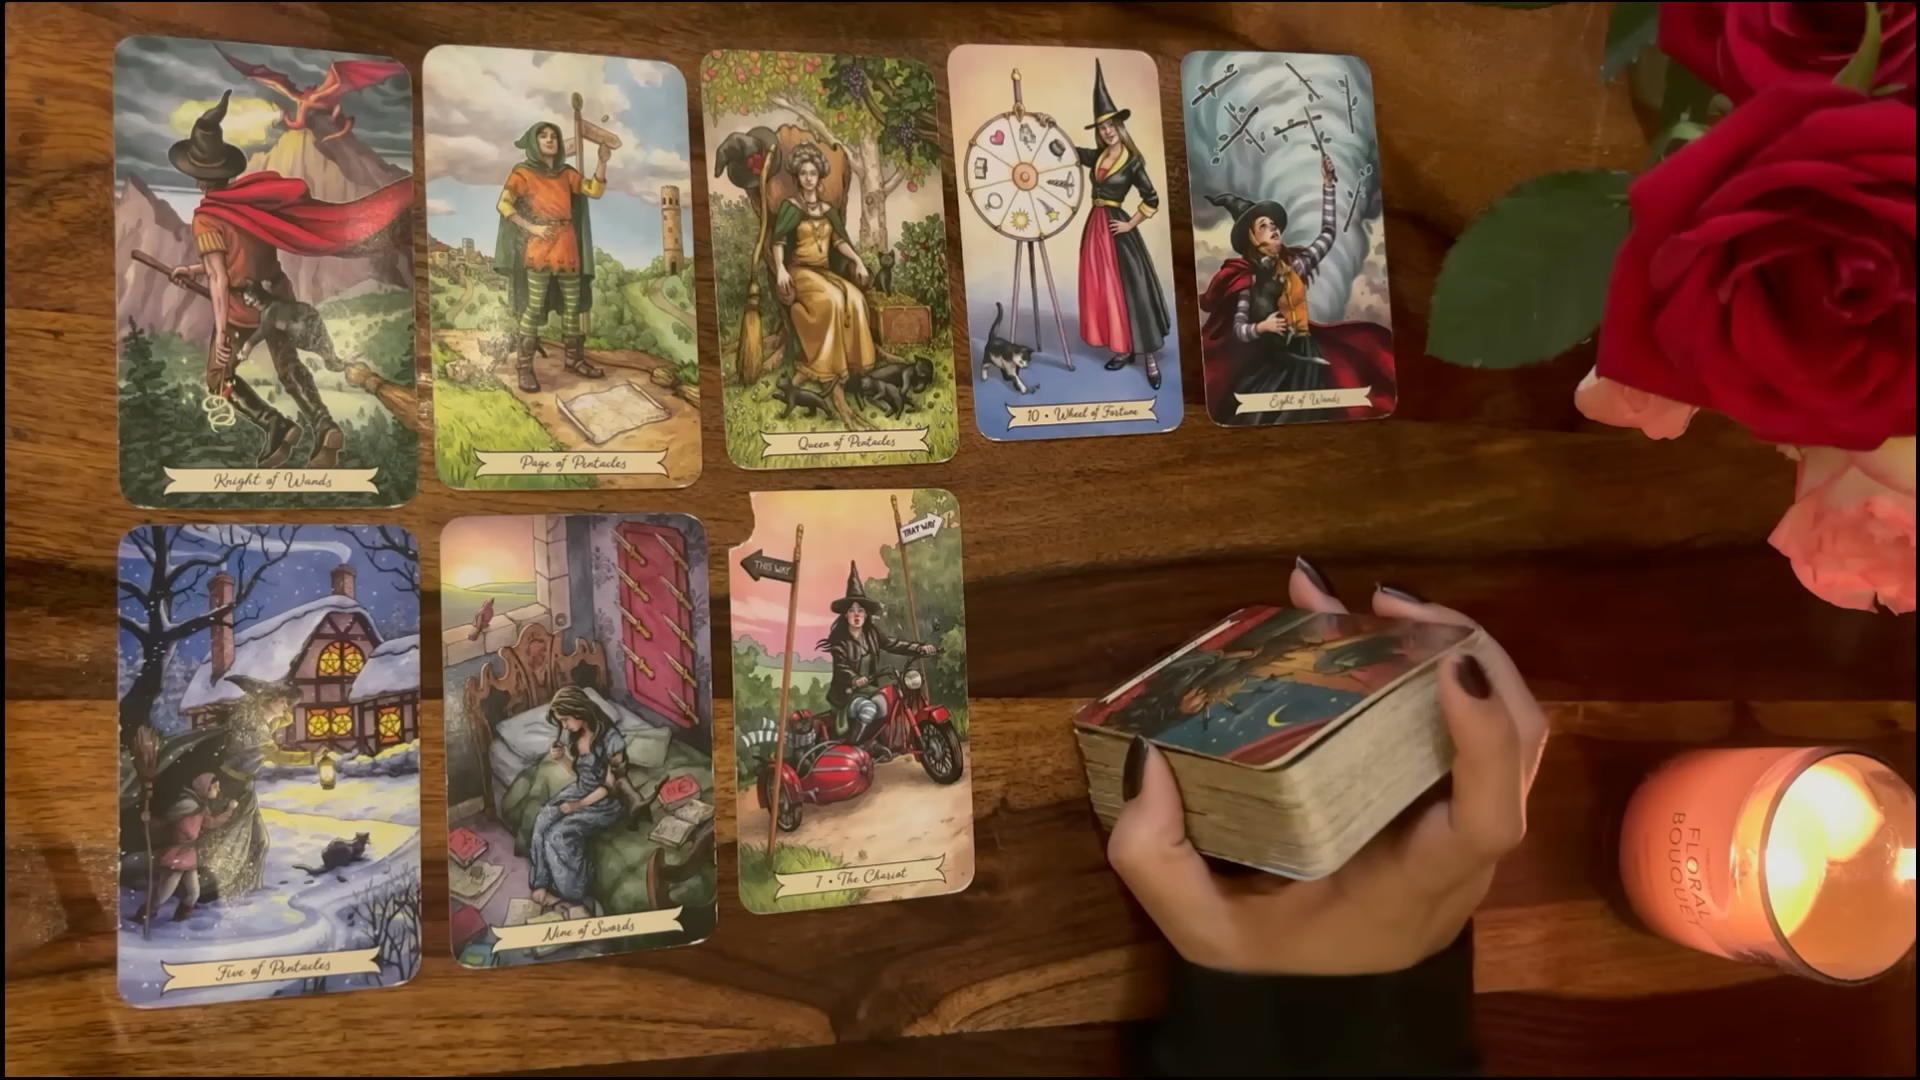 Knight of Wands
Page of Pentacles
Queen of Pentacles
10 • Wheel of Fortune
Eight of Wands
Five of Pentacles
Nine of Swords
THIS WAY
THAT WAY
7 • The Chariot
FLORAL
BOUQUET